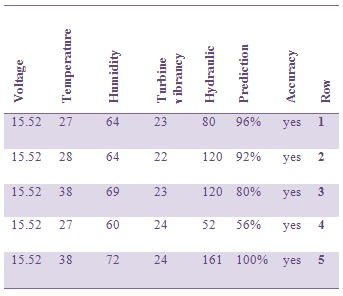 Voltage Temperature Humidity Turbine vibrancy Hydraulic Prediction Accuracy Row
15.52 27 64 23 80 96% yes 1
15.52 28 64 22 120 92% yes 2
15.52 38 69 23 120 80% yes 3
15.52 27 60 24 52 56% yes 4
15.52 38 72 24 161 100% yes 5